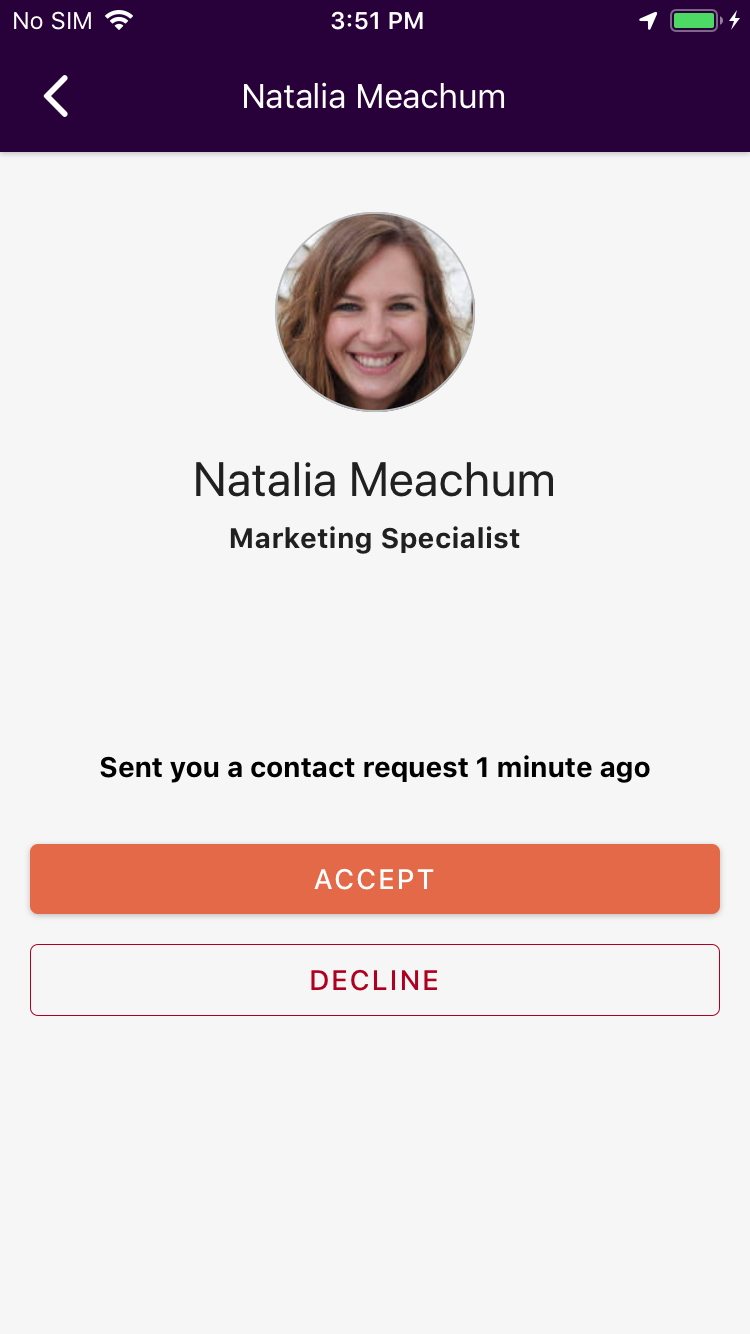 No SIM 3:51 PM
Natalia Meachum
Natalia Meachum
Marketing Specialist
Sent you a contact request 1 minute ago
ACCEPT
DECLINE